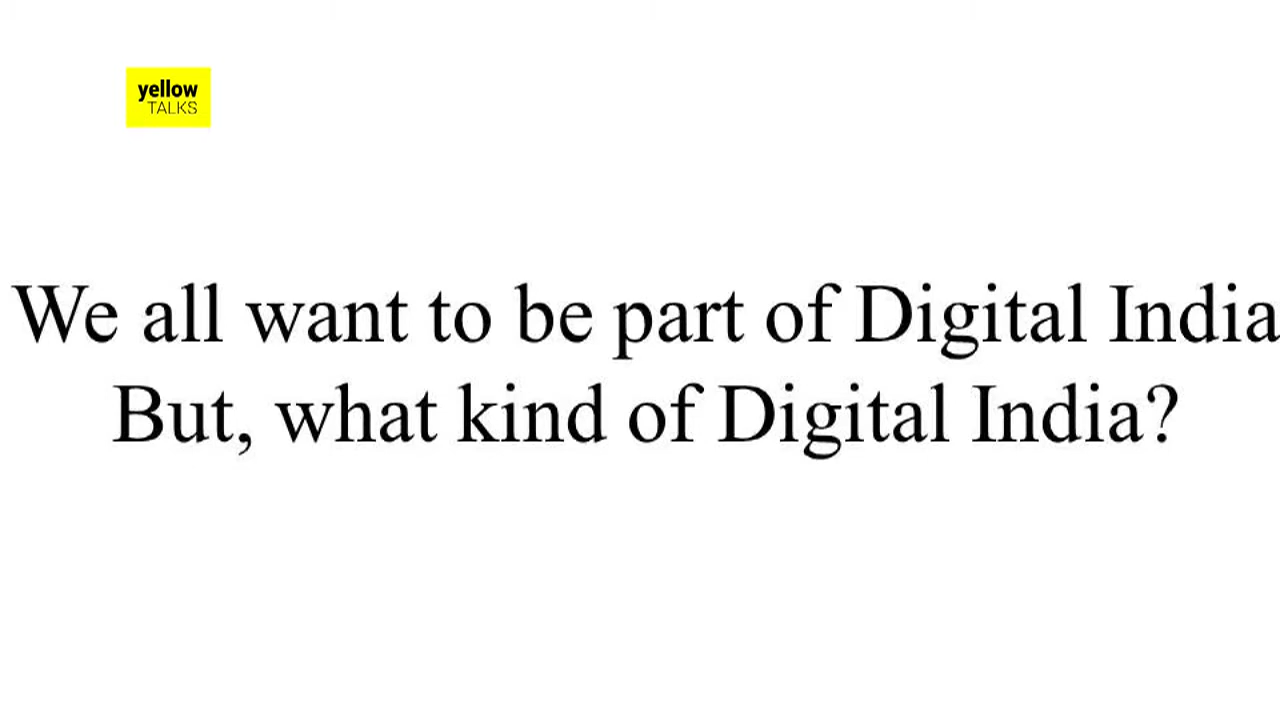 yellow
TALKS
We all want to be part of Digital India
But, what kind of Digital India?